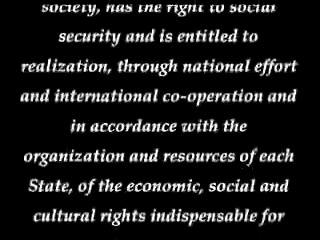 society, has the right to social
security and is entitled to
realization, through national effort
and international co-operation and
in accordance with the
organization and resources of each
State, of the economic, social and
cultural rights indispensable for